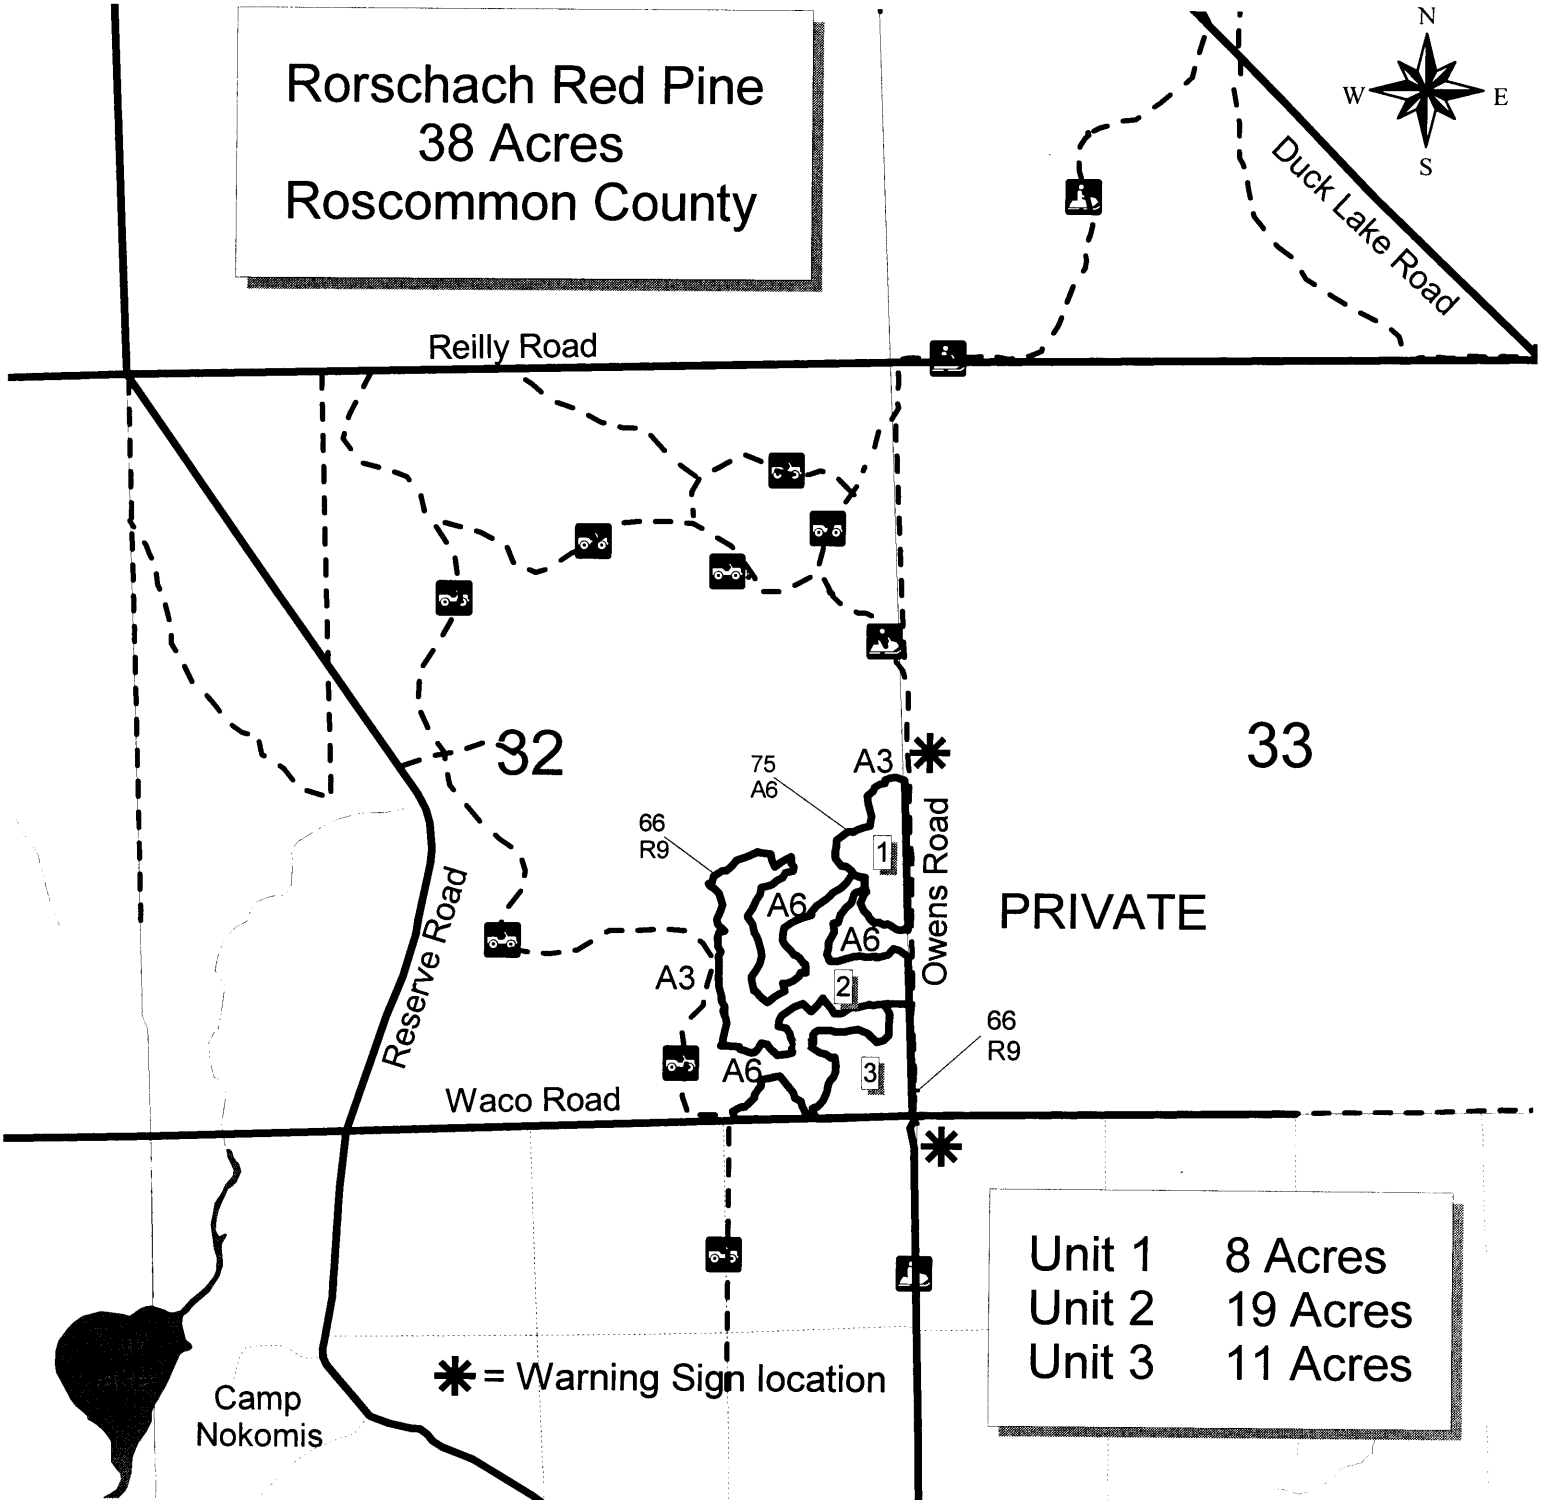 Rorschach Red Pine
38 Acres
Roscommon County
N
W
E
S
Duck Lake Road
Reilly Road
32
33
75
A6
A3
66
R9
1
A6
A6
Owens Road
PRIVATE
Reserve Road
A3
2
66
R9
A6
3
Waco Road
Unit 1 8 Acres
Unit 2 19 Acres
Unit 3 11 Acres
= Warning Sign location
Camp
Nokomis